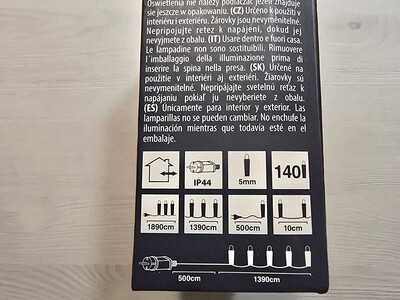 Oświetlenia nie należy podłączać jeżeli znajduje
się jeszcze w opakowaniu. (CZ) Určeno k použití v
interiéru i exteriéru. Žárovky jsou nevyměnitelné.
Nepřipojujte řetez k napájení, dokud jej
nevyjmete z obalu. (IT) Usare dentro e fuori casa.
Le lampadine non sono sostituibili. Rimuovere
l´imballaggio della illuminazione prima di
inserire la spina nella presa. (SK) Určené na
použitie v interiéri aj exteriéri. Žiarovky sú
nevymeniteľné. Nepripájajte svetelnú reťaz k
napájaniu pokiaľ ju nevyberiete z obalu.
(ES) Únicamente para interior y exterior. Las
lamparillas no se pueden cambiar. No enchufe la
iluminación mientras que todavía esté en el
embalaje.
IP44 5mm 140
1890cm 1390cm 500cm 10cm
500cm 1390cm